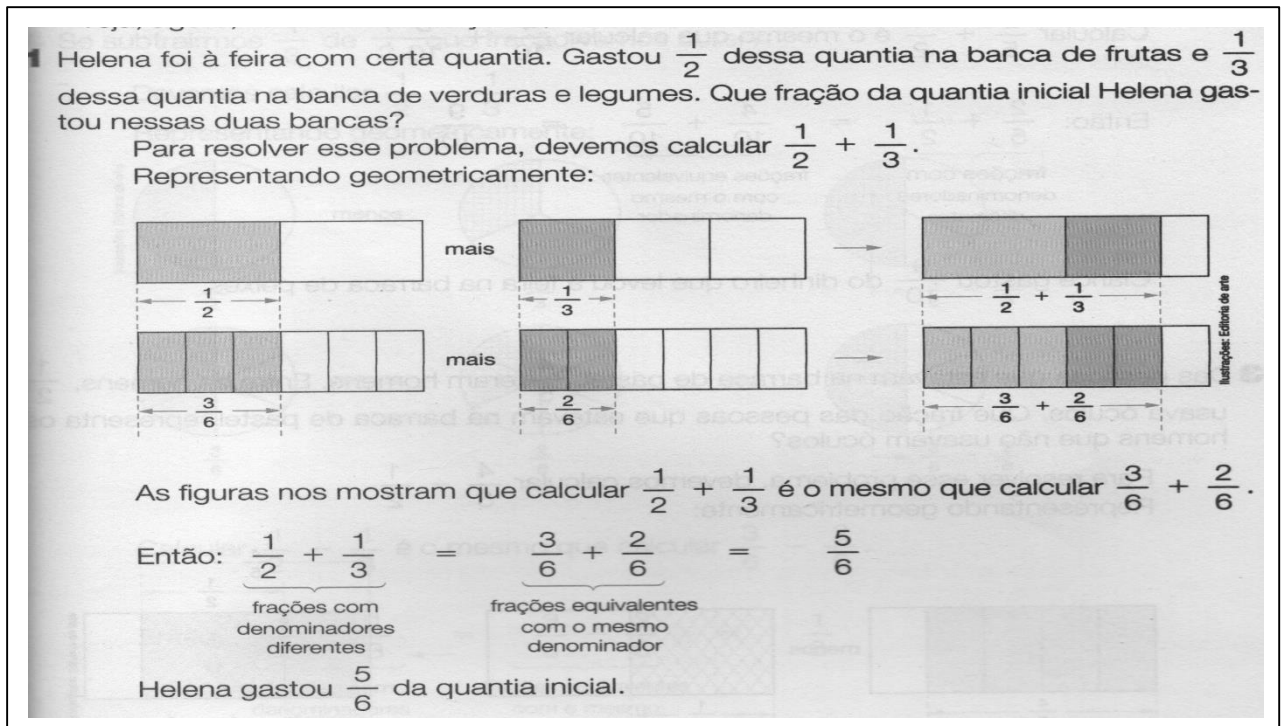 1 Helena foi à feira com certa quantia. Gastou 1/2 dessa quantia na banca de frutas e 1/3
dessa quantia na banca de verduras e legumes. Que fração da quantia inicial Helena gas-
tou nessas duas bancas?
Para resolver esse problema, devemos calcular 1/2 + 1/3.
Representando geometricamente:
mais
1/2 1/3 1/2 + 1/3
mais
3/6 2/6 3/6 + 2/6
Ilustrações: Editoria de arte
As figuras nos mostram que calcular 1/2 + 1/3 é o mesmo que calcular 3/6 + 2/6.
Então: 1/2 + 1/3 = 3/6 + 2/6 = 5/6
frações com
denominadores
diferentes
frações equivalentes
com o mesmo
denominador
Helena gastou 5/6 da quantia inicial.